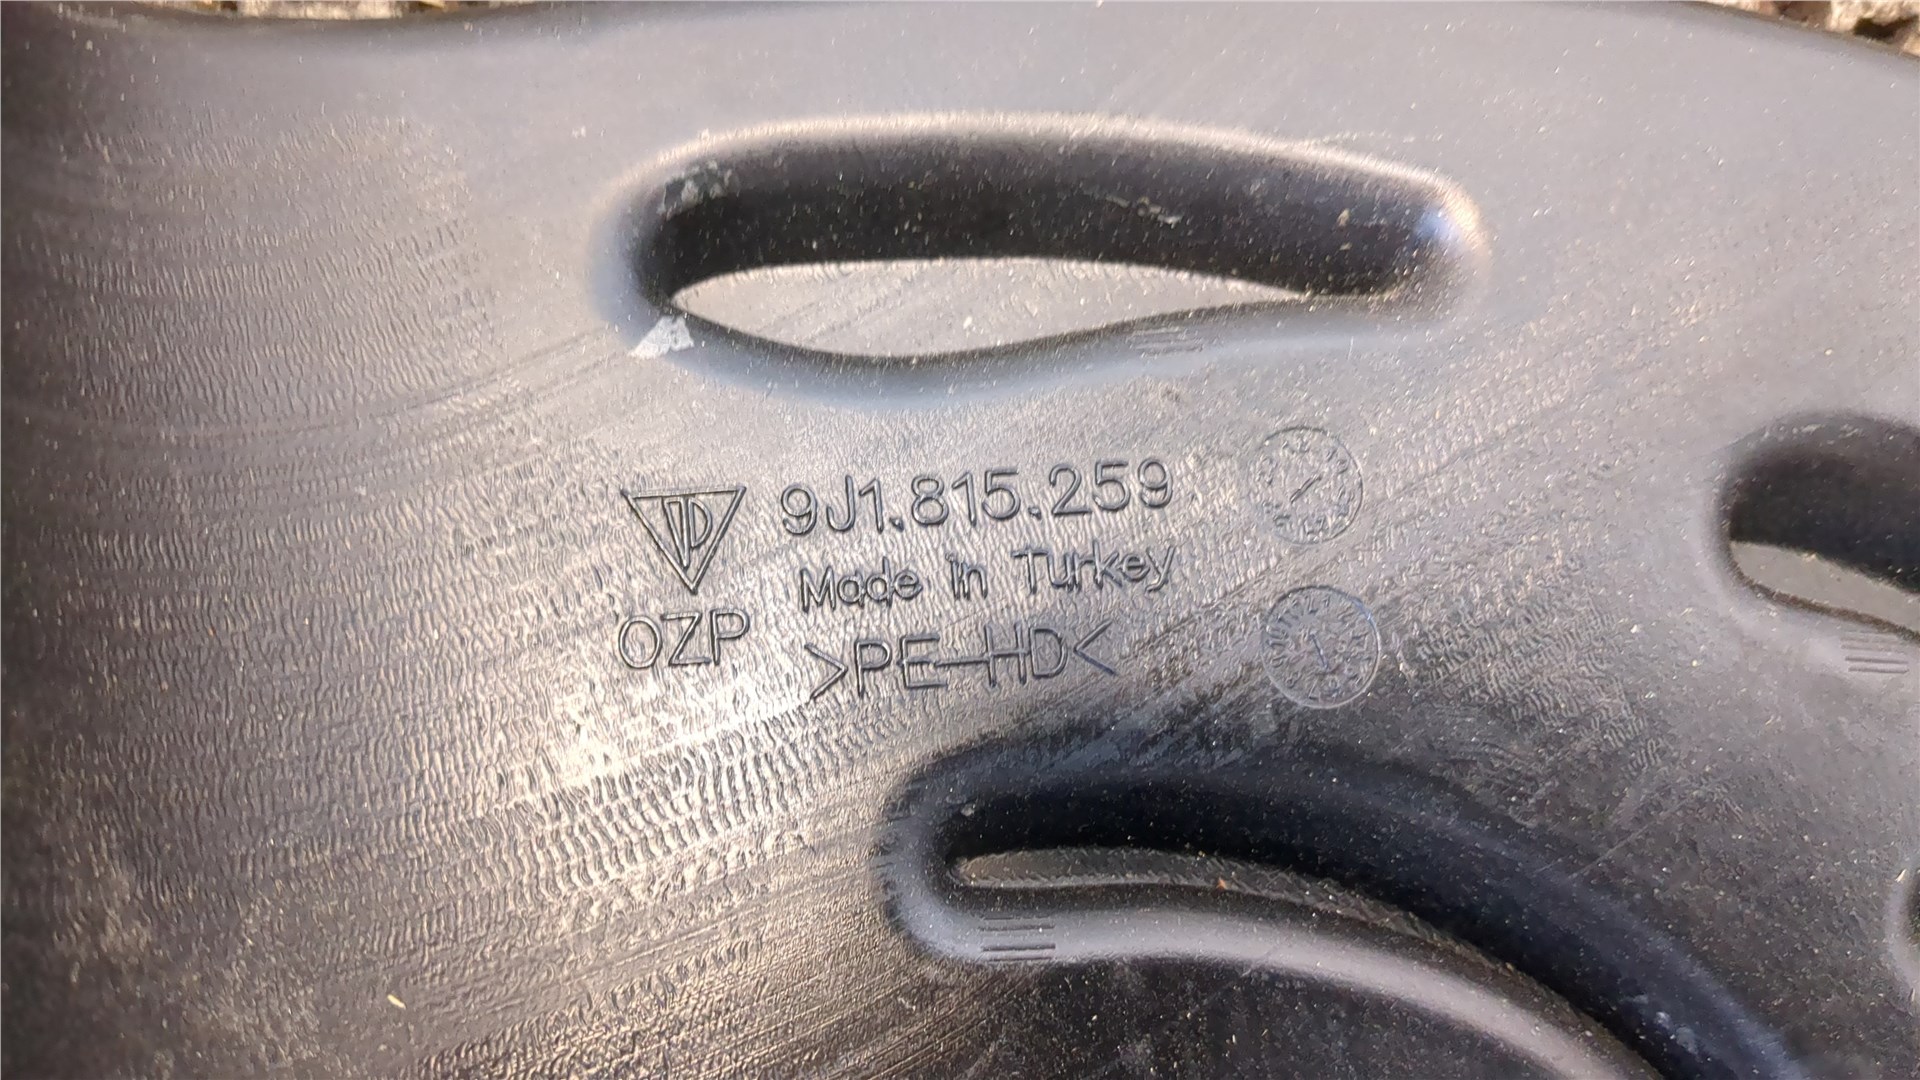 9J1.815.259
Made in Turkey
OZP
>PE-HD<